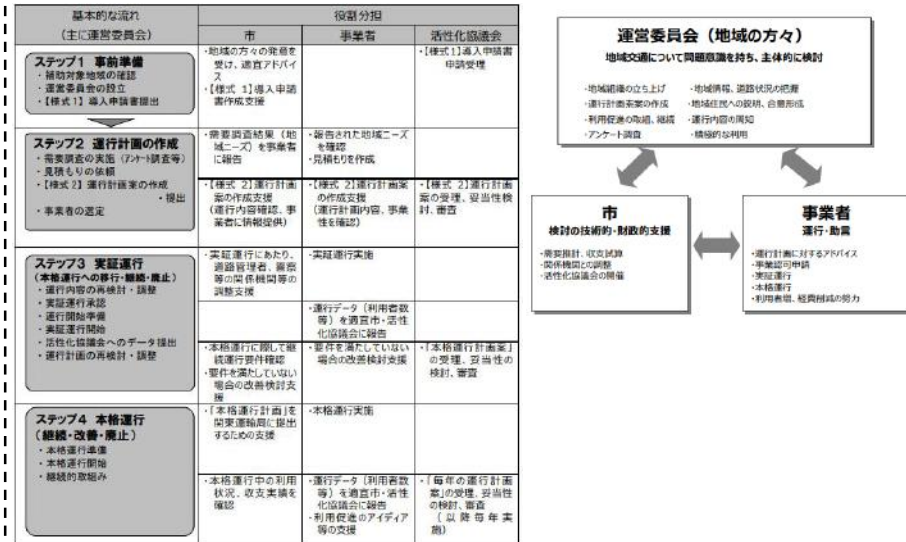 基本的な流れ
(主に運営委員会)
役割分担
市
事業者
活性化協議会
ステップ1 事前準備
・補助対象地域の確認
・運営委員会の設立
・【様式1】導入申請書提出
・地域の方々の発意を
受け、適宜アドバイ
ス
・【様式 1】導入申請
書作成支援
・【様式1】導入申請書
申請受理
ステップ2 運行計画の作成
・需要調査の実施(アンケート調査等)
・見積もりの依頼
・【様式 2】運行計画案の作成
・提出
・事業者の選定
・需要調査結果(地
域ニーズ)を事業者
に報告
・報告された地域ニーズ
を確認
・見積もりを作成
・【様式 2】運行計画
案の作成支援
(運行内容確認、事
業者に情報提供)
・【様式 2】運行計画案
の作成支援
(運行計画内容、事業
性を確認)
・【様式 2】運行計画
案の受理、妥当性検
討、審査
ステップ3 実証運行
(本格運行への移行・継続・廃止)
・運行内容の再検討・調整
・実証運行承認
・運行開始準備
・実証運行開始
・活性化協議会へのデータ提出
・運行計画の再検討・調整
・実証運行にあたり、
道路管理者、警察
等の関係機関等の
調整支援
・実証運行実施
・運行データ(利用者数
等)を適宜市・活性
化協議会に報告
・本格運行に際して継
続運行要件確認
・要件を満たしていない
場合の改善検討支
援
・要件を満たしていない
場合の改善検討支援
・「本格運行計画案」
の受理、妥当性の
検討、審査
ステップ4 本格運行
(継続・改善・廃止)
・本格運行準備
・本格運行開始
・継続的取組み
・「本格運行計画」を
関東運輸局に提出
するための支援
・本格運行実施
・本格運行中の利用
状況、収支実績を
確認
・運行データ(利用者数
等)を適宜市・活性
化協議会に報告
・利用促進のアイディア
等の支援
・「毎年の運行計画
案」の受理、妥当性
の検討、審査
(以降毎年実
施)
運営委員会(地域の方々)
地域交通について問題意識を持ち、主体的に検討
・地域組織の立ち上げ
・運行計画素案の作成
・利用促進の取組、継続
・アンケート調査
・地域情報、道路状況の把握
・地域住民への説明、合意形成
・運行内容の周知
・積極的な利用
市
検討の技術的・財政的支援
・需要推計、収支試算
・関係機関との調整
・活性化協議会の開催
事業者
運行・助言
・運行計画に対するアドバイス
・事業認可申請
・実証運行
・本格運行
・利用者増、経費削減の努力